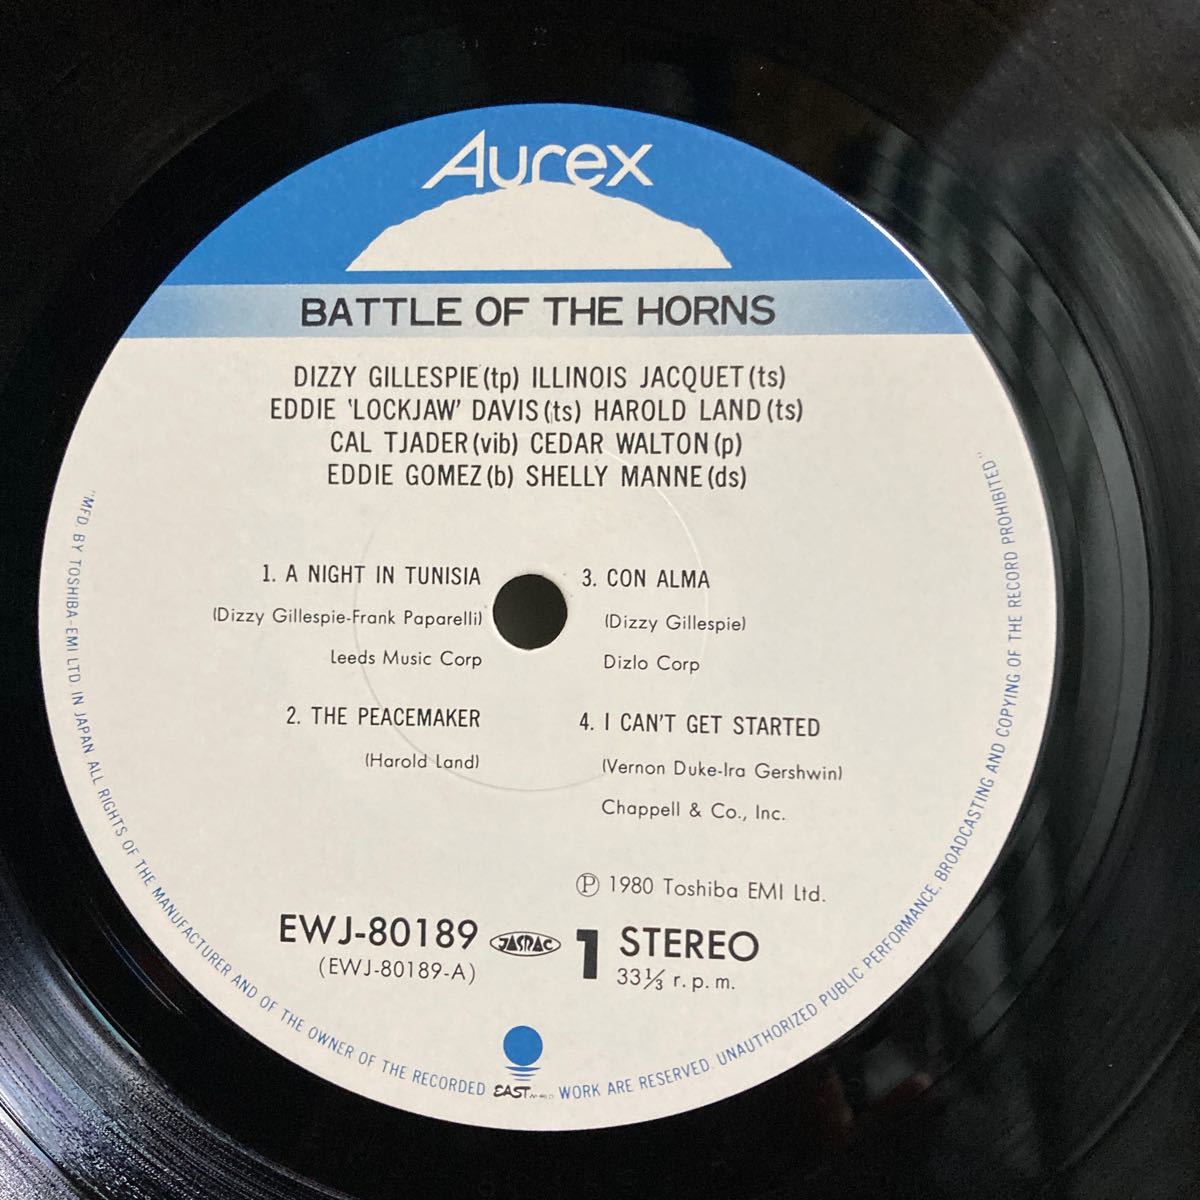 Aurex
BATTLE OF THE HORNS
DIZZY GILLESPIE(tp) ILLINOIS JACQUET(ts)
EDDIE 'LOCKJAW' DAVIS(ts) HAROLD LAND(ts)
CAL TJADER(vib) CEDAR WALTON(p)
EDDIE GOMEZ(b) SHELLY MANNE(ds)
1. A NIGHT IN TUNISIA
(Dizzy Gillespie-Frank Paparelli)
Leeds Music Corp
2. THE PEACEMAKER
(Harold Land)
3. CON ALMA
(Dizzy Gillespie)
Dizlo Corp
4. I CAN'T GET STARTED
(Vernon Duke-Ira Gershwin)
Chappell & Co., Inc.
Ⓟ 1980 Toshiba EMI Ltd.
EWJ-80189
(EWJ-80189-A)
JASRAC
1 STEREO
33⅓ r.p.m.
"MFD. BY TOSHIBA-EMI LTD. IN JAPAN. ALL RIGHTS OF THE MANUFACTURER AND OF THE OWNER OF THE RECORDED WORK ARE RESERVED. UNAUTHORIZED PUBLIC PERFORMANCE, BROADCASTING AND COPYING OF THE RECORD PROHIBITED"
EAST